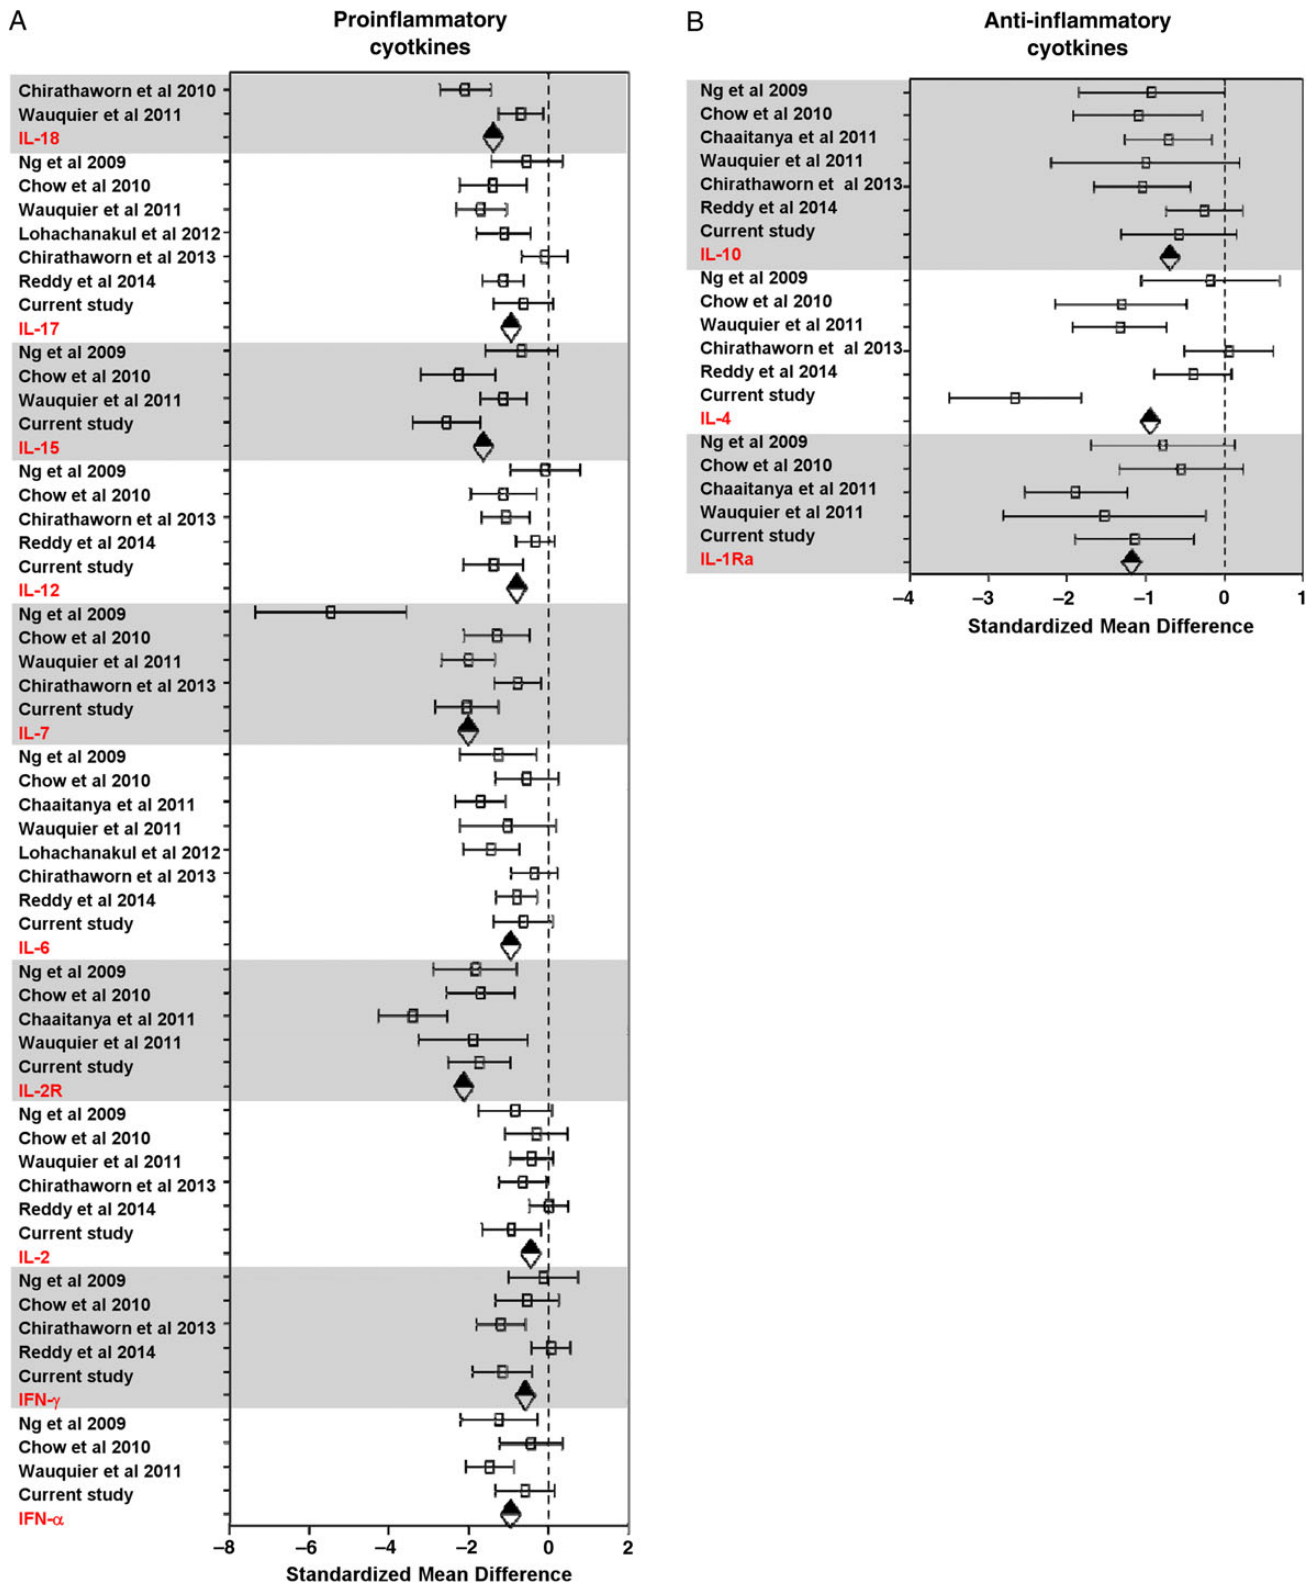 A
Proinflammatory
cyotkines
Chirathaworn et al 2010
Wauquier et al 2011
IL-18
Ng et al 2009
Chow et al 2010
Wauquier et al 2011
Lohachanakul et al 2012
Chirathaworn et al 2013
Reddy et al 2014
Current study
IL-17
Ng et al 2009
Chow et al 2010
Wauquier et al 2011
Current study
IL-15
Ng et al 2009
Chow et al 2010
Chirathaworn et al 2013
Reddy et al 2014
Current study
IL-12
Ng et al 2009
Chow et al 2010
Wauquier et al 2011
Chirathaworn et al 2013
Current study
IL-7
Ng et al 2009
Chow et al 2010
Chaaitanya et al 2011
Wauquier et al 2011
Lohachanakul et al 2012
Chirathaworn et al 2013
Reddy et al 2014
Current study
IL-6
Ng et al 2009
Chow et al 2010
Chaaitanya et al 2011
Wauquier et al 2011
Current study
IL-2R
Ng et al 2009
Chow et al 2010
Wauquier et al 2011
Chirathaworn et al 2013
Reddy et al 2014
Current study
IL-2
Ng et al 2009
Chow et al 2010
Chirathaworn et al 2013
Reddy et al 2014
Current study
IFN-γ
Ng et al 2009
Chow et al 2010
Wauquier et al 2011
Current study
IFN-α
–8 –6 –4 –2 0 2
Standardized Mean Difference
B
Anti-inflammatory
cyotkines
Ng et al 2009
Chow et al 2010
Chaaitanya et al 2011
Wauquier et al 2011
Chirathaworn et al 2013
Reddy et al 2014
Current study
IL-10
Ng et al 2009
Chow et al 2010
Wauquier et al 2011
Chirathaworn et al 2013
Reddy et al 2014
Current study
IL-4
Ng et al 2009
Chow et al 2010
Chaaitanya et al 2011
Wauquier et al 2011
Current study
IL-1Ra
–4 –3 –2 –1 0 1
Standardized Mean Difference